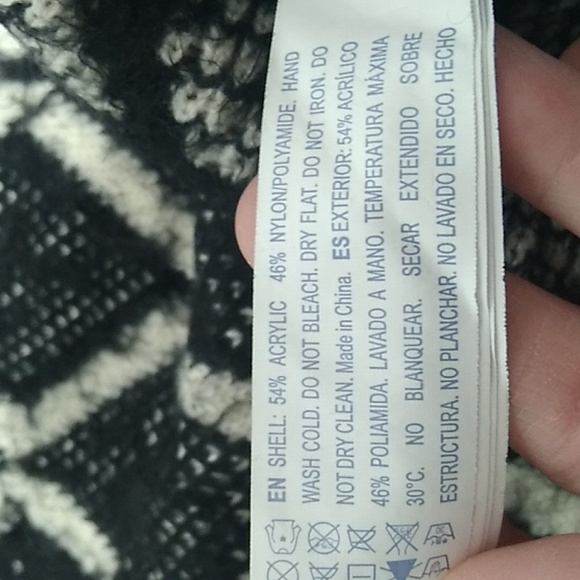 EN SHELL: 54% ACRYLIC 46% NYLON/POLYAMIDE. HAND
WASH COLD. DO NOT BLEACH. DRY FLAT. DO NOT IRON. DO
NOT DRY CLEAN. Made in China. ES EXTERIOR: 54% ACRÍLICO
46% POLIAMIDA. LAVADO A MANO. TEMPERATURA MÁXIMA
30°C. NO BLANQUEAR. SECAR EXTENDIDO SOBRE
ESTRUCTURA. NO PLANCHAR. NO LAVADO EN SECO. HECHO